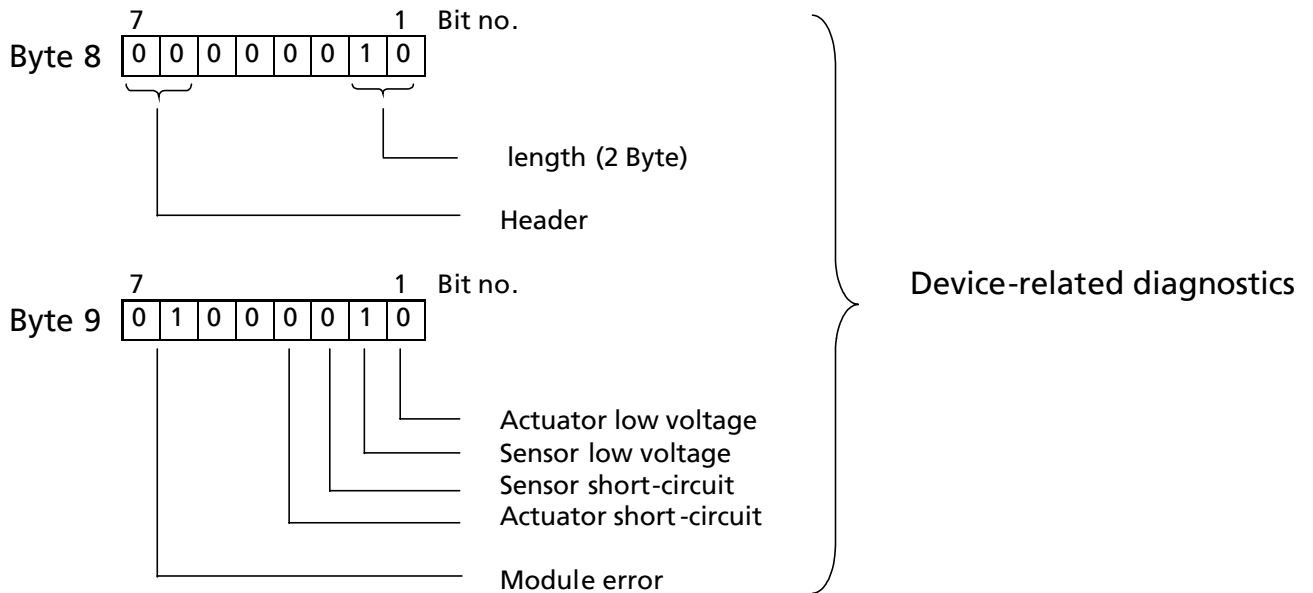 7 1 Bit no.
Byte 8 0 0 0 0 0 0 1 0
length (2 Byte)
Header
7 1 Bit no.
Byte 9 0 1 0 0 0 0 1 0
Device-related diagnostics
Actuator low voltage
Sensor low voltage
Sensor short-circuit
Actuator short-circuit
Module error